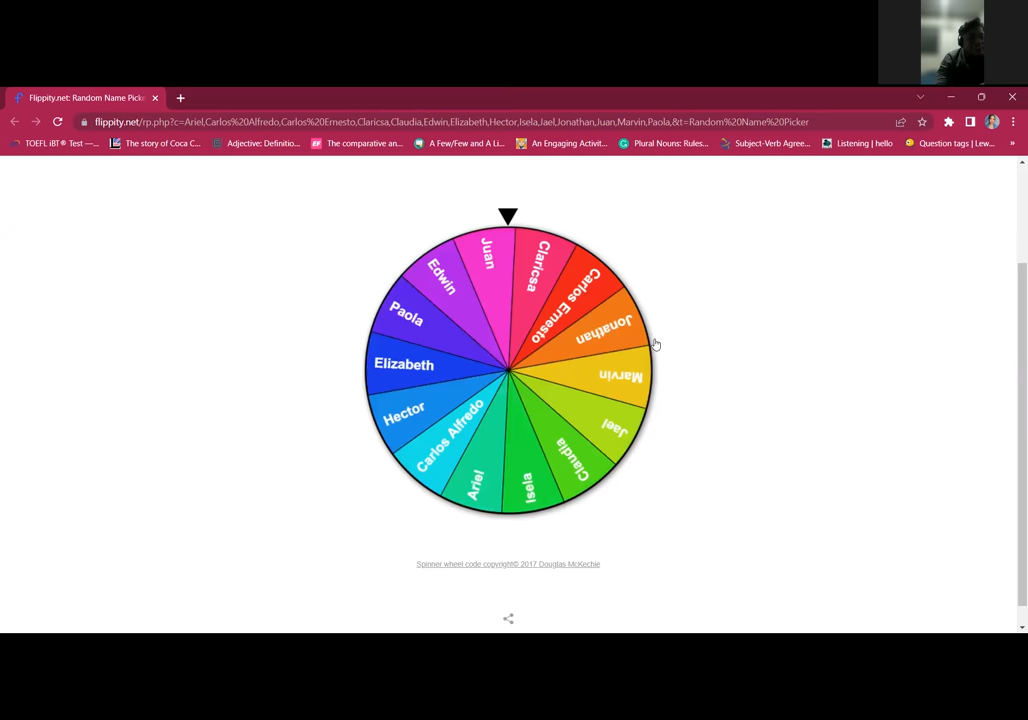 Flippity.net: Random Name Pick
flippity.net/rp.php?c=Ariel,Carlos%20Alfredo,Carlos%20Ernesto,Claricsa,Claudia,Edwin,Elizabeth,Hector,Isela,Jael,Jonathan,Juan,Marvin,Paola,&t=Random%20Name%20Picker
TOEFL iBT® Test —... The story of Coca C... Adjective: Definitio... The comparative an... A Few/Few and A Li... An Engaging Activit... Plural Nouns: Rules... Subject-Verb Agree... Listening | hello Question tags | Lew... »
Juan
Claricsa
Carlos Ernesto
Jonathan
Marvin
Jael
Claudia
Isela
Ariel
Carlos Alfredo
Hector
Elizabeth
Paola
Edwin
Spinner wheel code copyright© 2017 Douglas McKechie